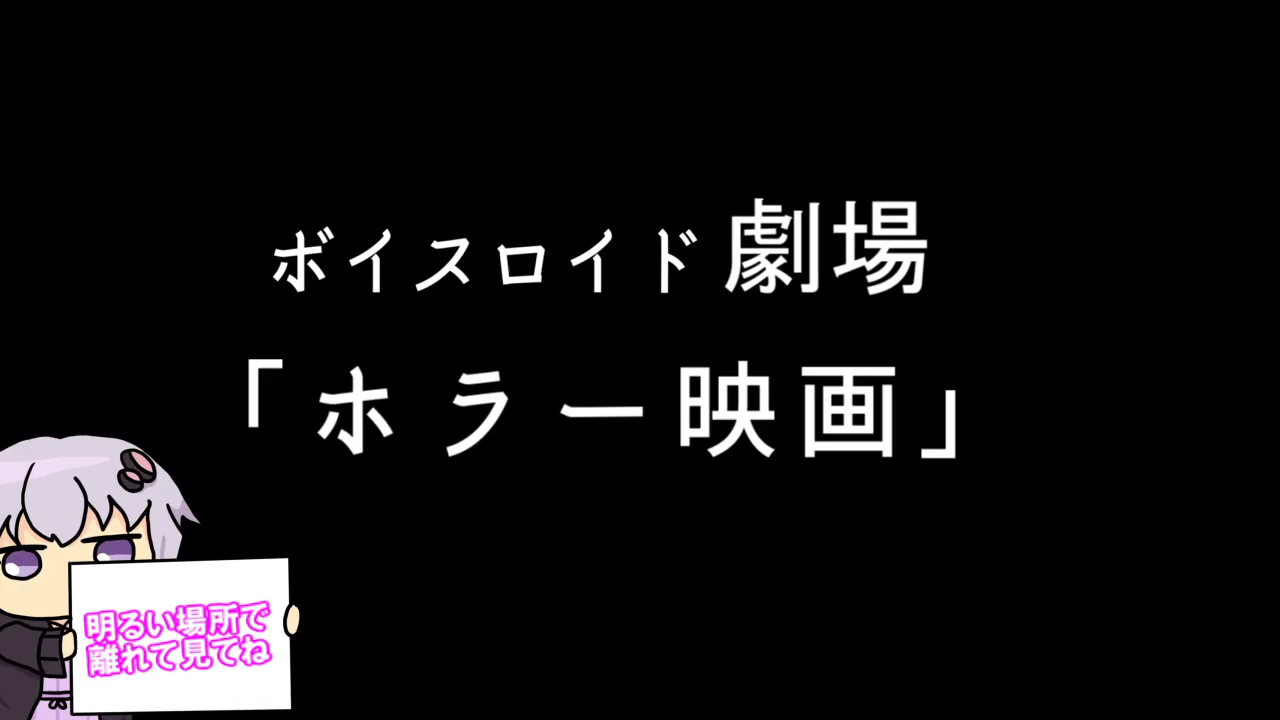 ボイスロイド劇場
「ホラー映画」
明るい場所で
離れて見てね